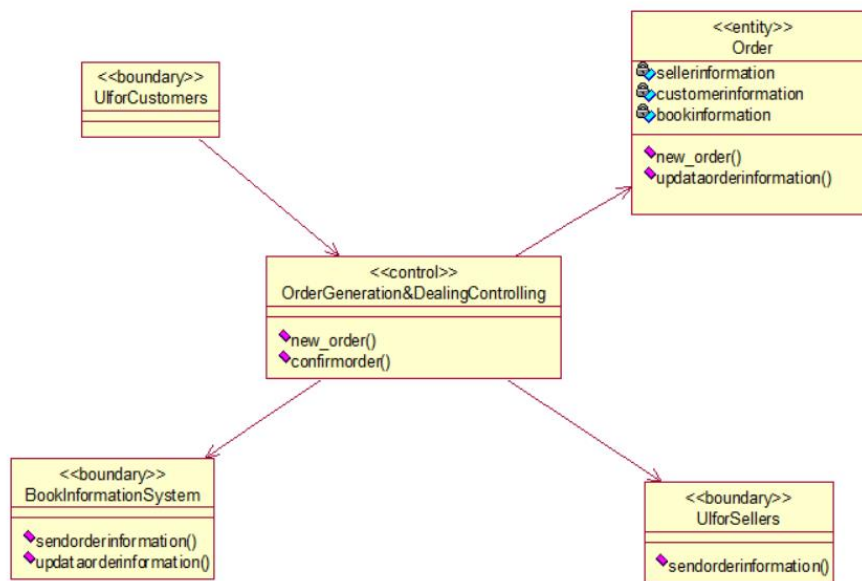 <<boundary>>
UIforCustomers
<<entity>>
Order
sellerinformation
customerinformation
bookinformation
new_order()
updataorderinformation()
<<control>>
OrderGeneration&DealingControlling
new_order()
confirmorder()
<<boundary>>
BookInformationSystem
sendorderinformation()
updataorderinformation()
<<boundary>>
UIforSellers
sendorderinformation()